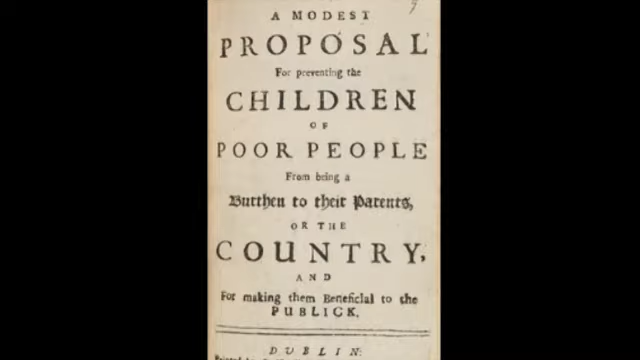 A MODEST
PROPOSAL
For preventing the
CHILDREN
OF
POOR PEOPLE
From being a
Burthen to their Parents,
OR THE
COUNTRY,
AND
For making them Beneficial to the
PUBLICK.
DUBLIN: